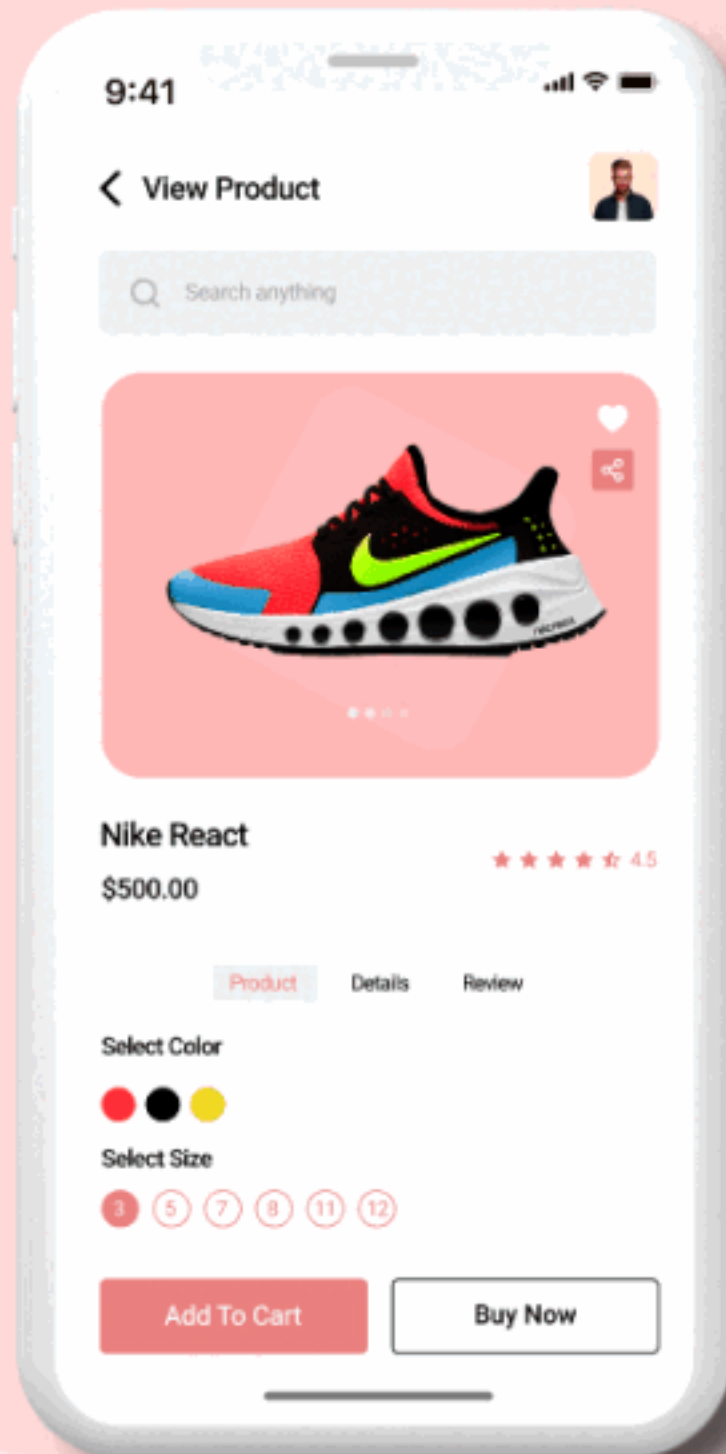 9:41
View Product
Search anything
Nike React
$500.00
4.5
Product Details Review
Select Color
Select Size
3 5 7 8 11 12
Add To Cart Buy Now